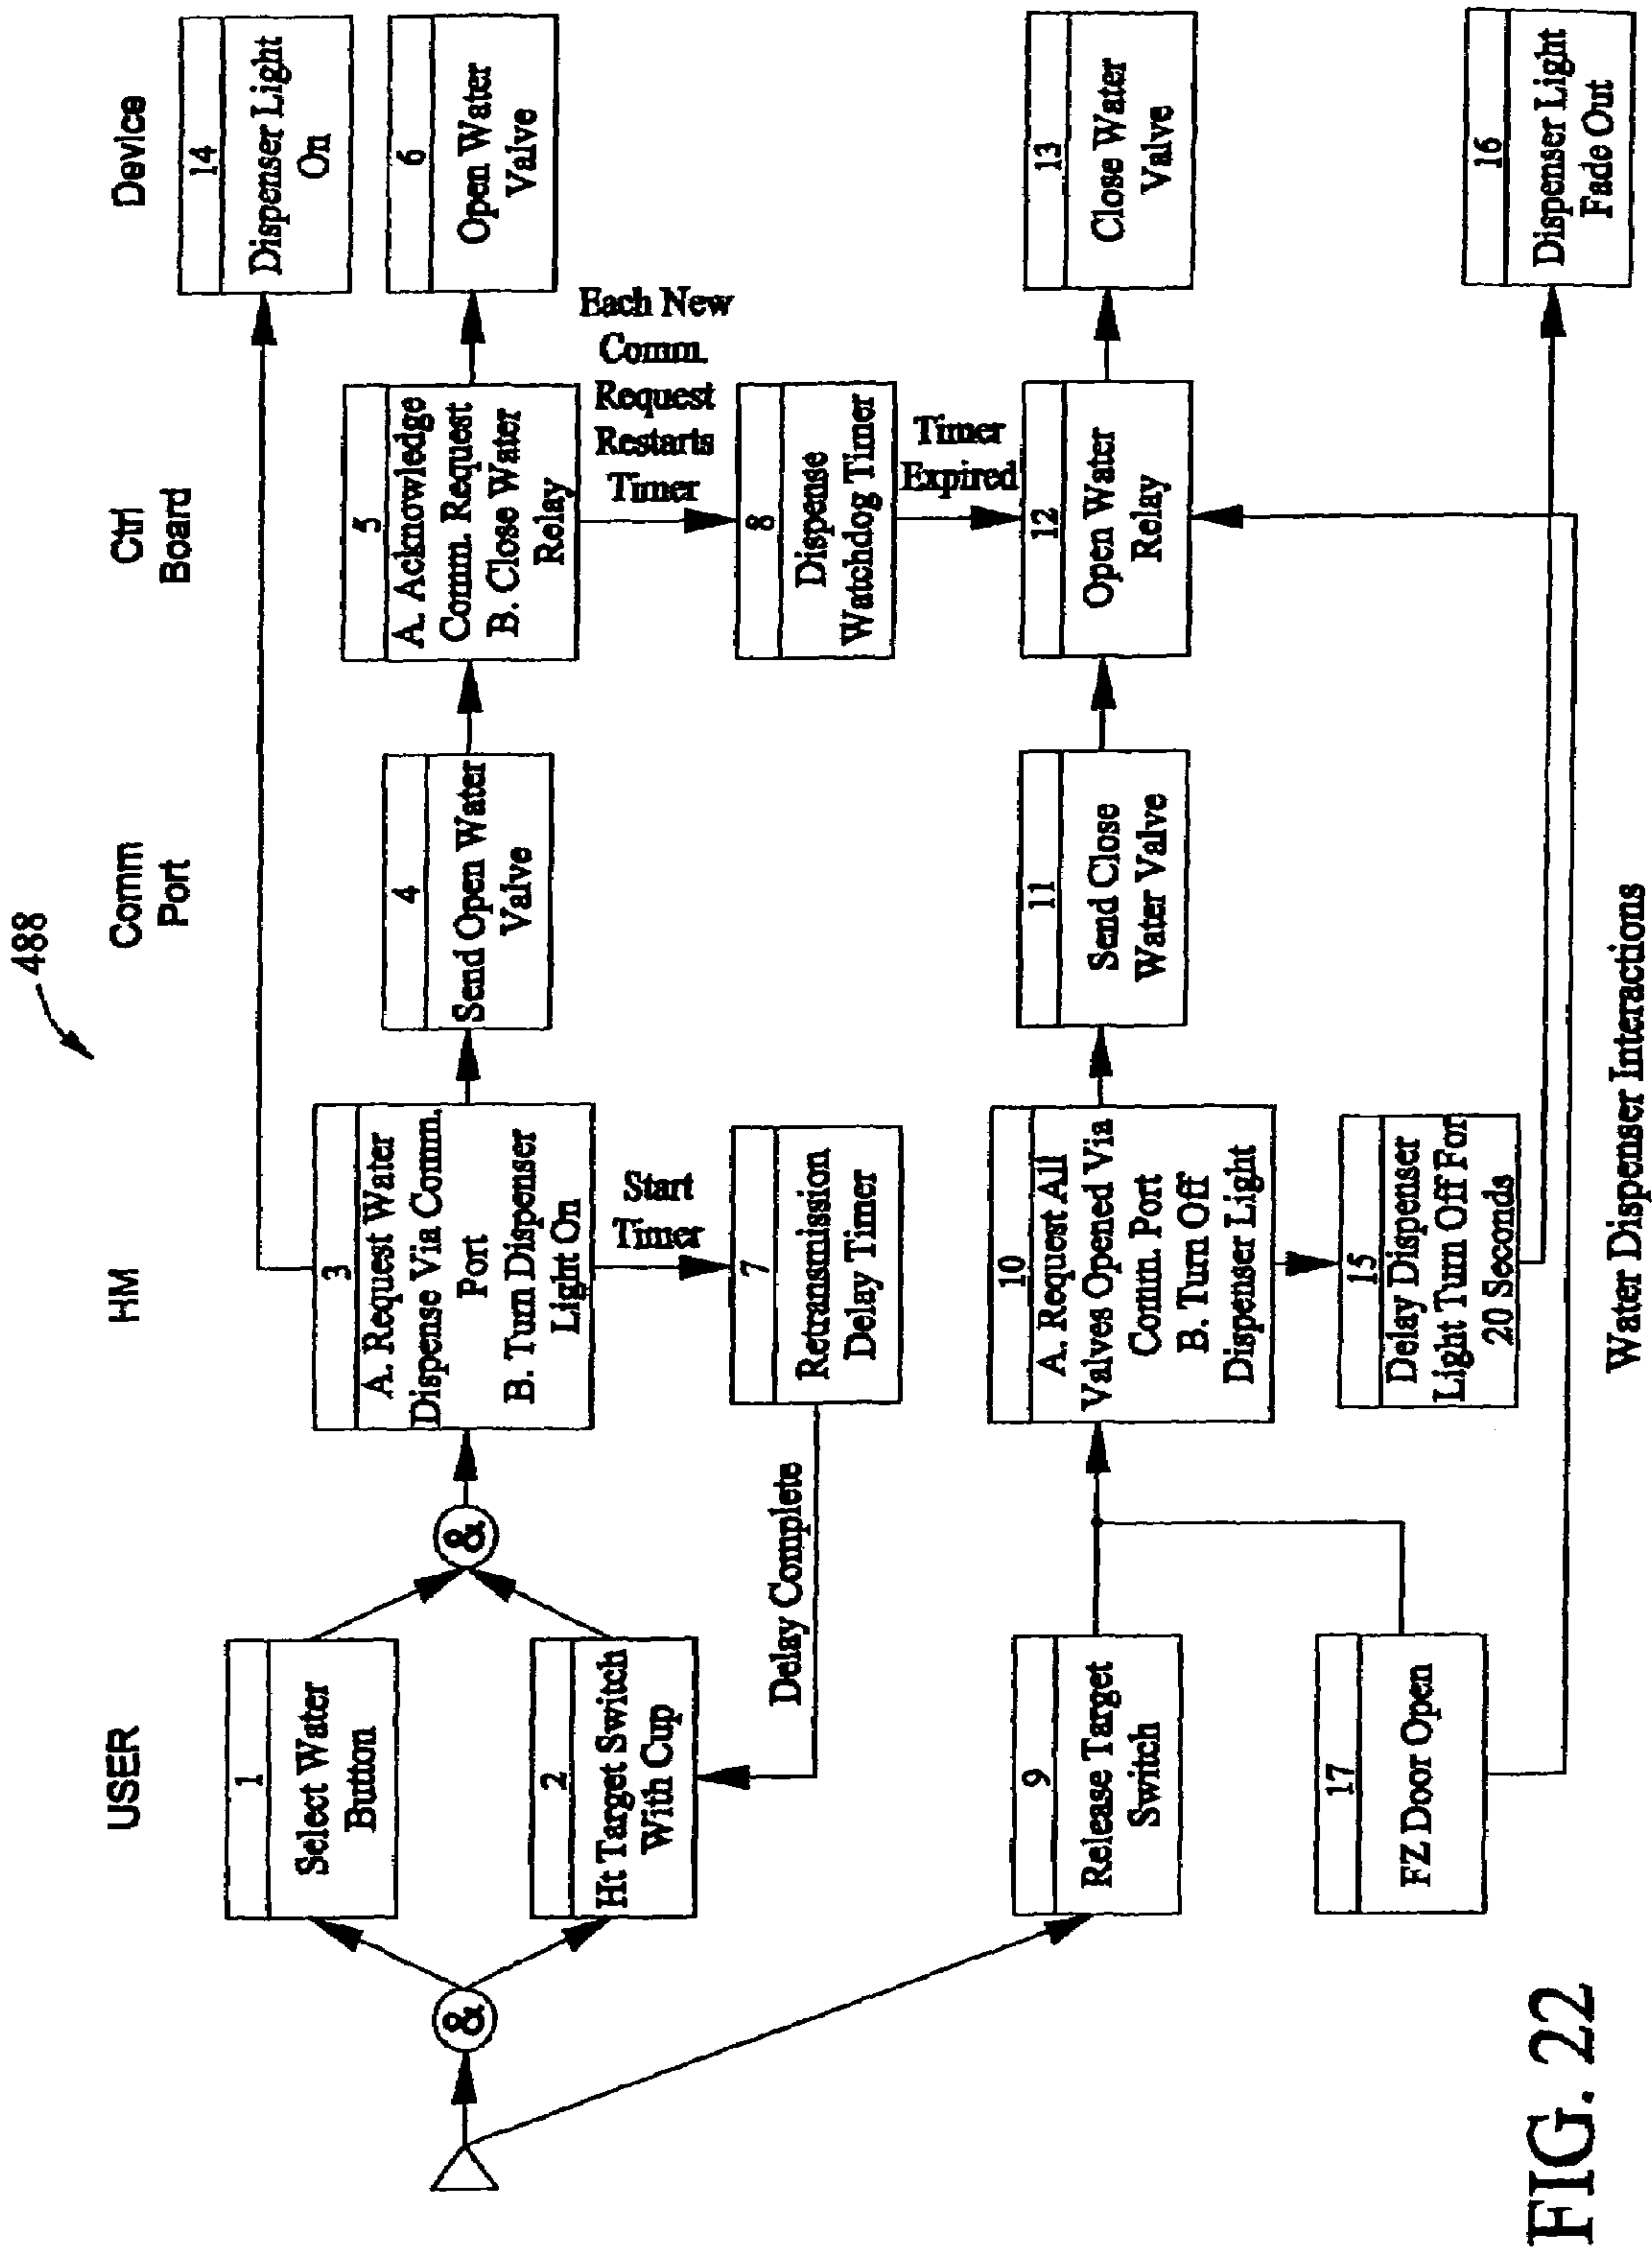 488
USER
HM
Comm
Port
Ctrl
Board
Device
1
Select Water
Button
2
Ht Target Switch
With Cup
&
&
3
A. Request Water
Dispense Via Comm.
Port
B. Turn Dispenser
Light On
4
Send Open Water
Valve
5
A. Acknowledge
Comm. Request
B. Close Water
Relay
14
Dispenser Light
On
6
Open Water
Valve
Start
Timer
7
Retransmission
Delay Timer
Delay Complete
Each New
Comm.
Request
Restarts
Timer
8
Dispense
Watchdog Timer
Timer
Expired
9
Release Target
Switch
10
A. Request All
Valves Opened Via
Comm. Port
B. Turn Off
Dispenser Light
11
Send Close
Water Valve
12
Open Water
Relay
13
Close Water
Valve
17
FZ Door Open
15
Delay Dispenser
Light Turn Off For
20 Seconds
16
Dispenser Light
Fade Out
Water Dispenser Interactions
FIG. 22